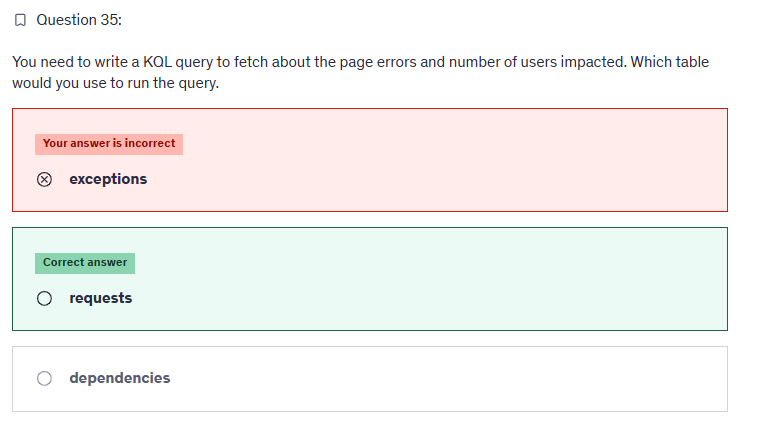 Question 35:
You need to write a KQL query to fetch about the page errors and number of users impacted. Which table
would you use to run the query.
Your answer is incorrect
exceptions
Correct answer
requests
dependencies